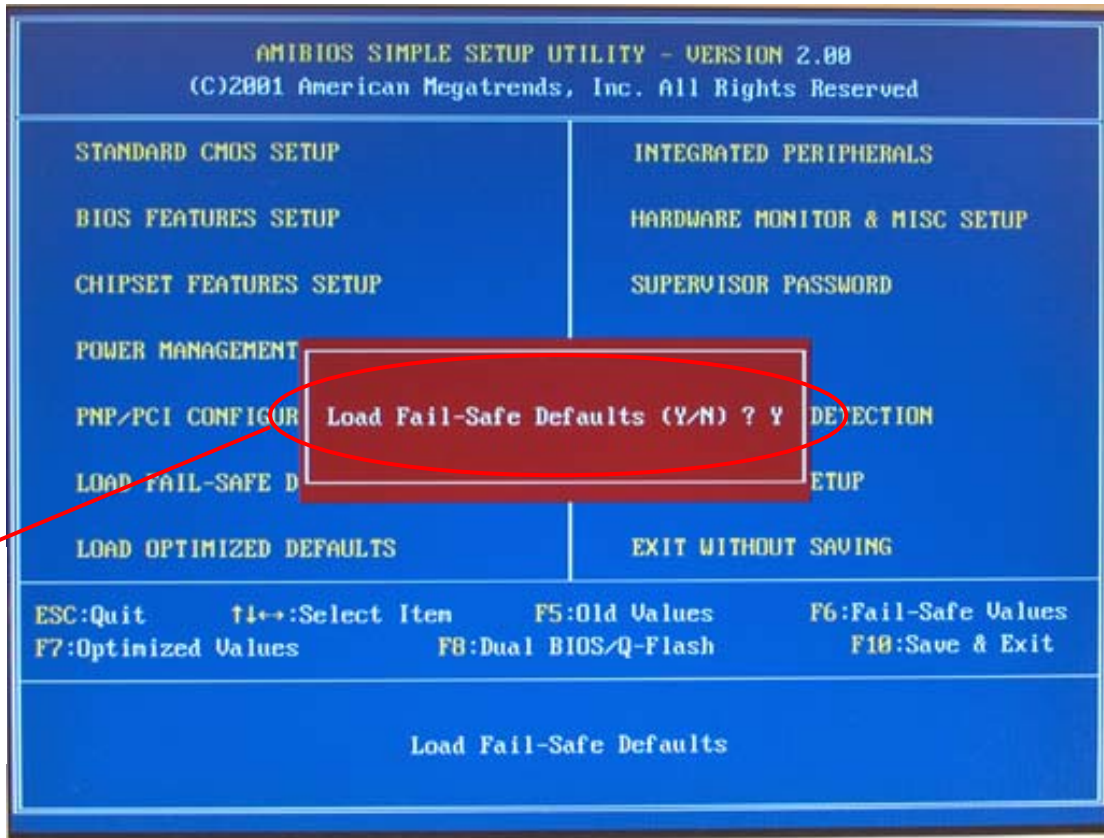 AMIBIOS SIMPLE SETUP UTILITY - VERSION 2.00
(C)2001 American Megatrends, Inc. All Rights Reserved
STANDARD CMOS SETUP
BIOS FEATURES SETUP
CHIPSET FEATURES SETUP
POWER MANAGEMENT
PNP/PCI CONFIGUR
LOAD FAIL-SAFE D
LOAD OPTIMIZED DEFAULTS
INTEGRATED PERIPHERALS
HARDWARE MONITOR & MISC SETUP
SUPERVISOR PASSWORD
DETECTION
ETUP
EXIT WITHOUT SAVING
Load Fail-Safe Defaults (Y/N) ? Y
ESC:Quit ↑↓←→:Select Item F5:Old Values F6:Fail-Safe Values
F7:Optimized Values F8:Dual BIOS/Q-Flash F10:Save & Exit
Load Fail-Safe Defaults